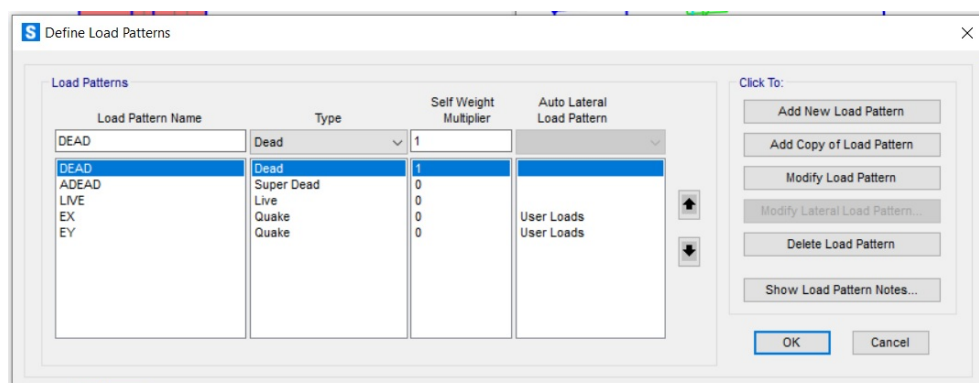 S Define Load Patterns
Load Patterns
Click To:
Load Pattern Name Type Self Weight Multiplier Auto Lateral Load Pattern
DEAD Dead 1
DEAD Dead 1
ADEAD Super Dead 0
LIVE Live 0
EX Quake 0 User Loads
EY Quake 0 User Loads
Add New Load Pattern
Add Copy of Load Pattern
Modify Load Pattern
Modify Lateral Load Pattern...
Delete Load Pattern
Show Load Pattern Notes...
OK Cancel